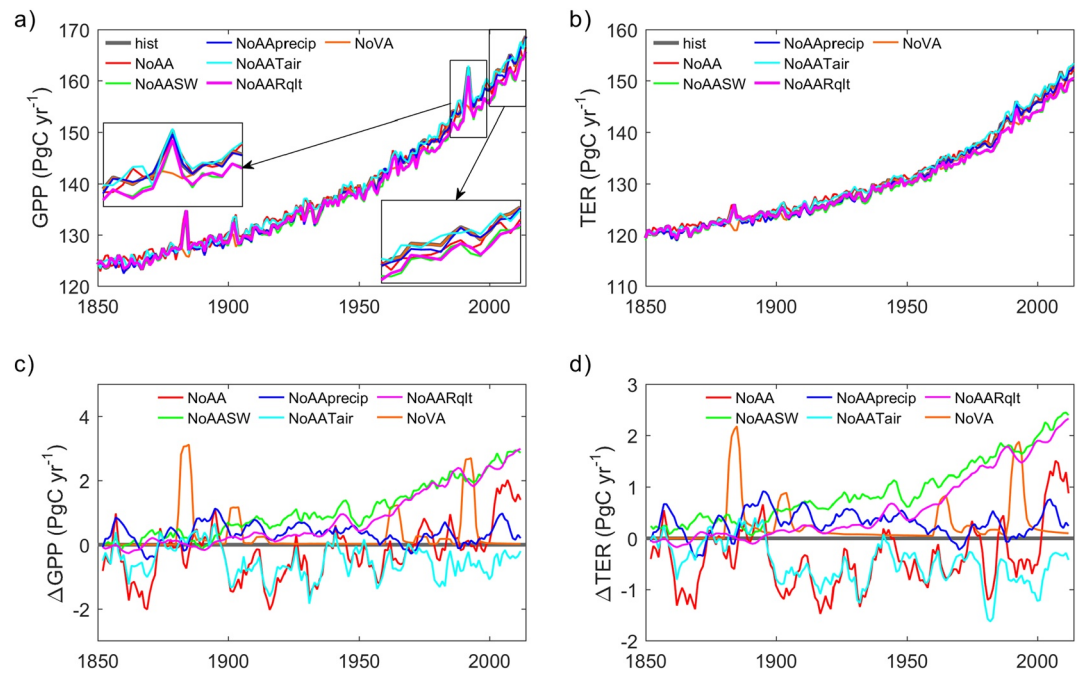 a)
GPP (PgC yr-1)
170
160
150
140
130
120
1850 1900 1950 2000
hist NoAAprecip NoVA
NoAA NoAATair
NoAASW NoAARqlt
b)
TER (PgC yr-1)
160
150
140
130
120
110
1850 1900 1950 2000
hist NoAAprecip NoVA
NoAA NoAATair
NoAASW NoAARqlt
c)
ΔGPP (PgC yr-1)
4
2
0
-2
1850 1900 1950 2000
NoAA NoAAprecip NoAARqlt
NoAASW NoAATair NoVA
d)
ΔTER (PgC yr-1)
3
2
1
0
-1
-2
1850 1900 1950 2000
NoAA NoAAprecip NoAARqlt
NoAASW NoAATair NoVA